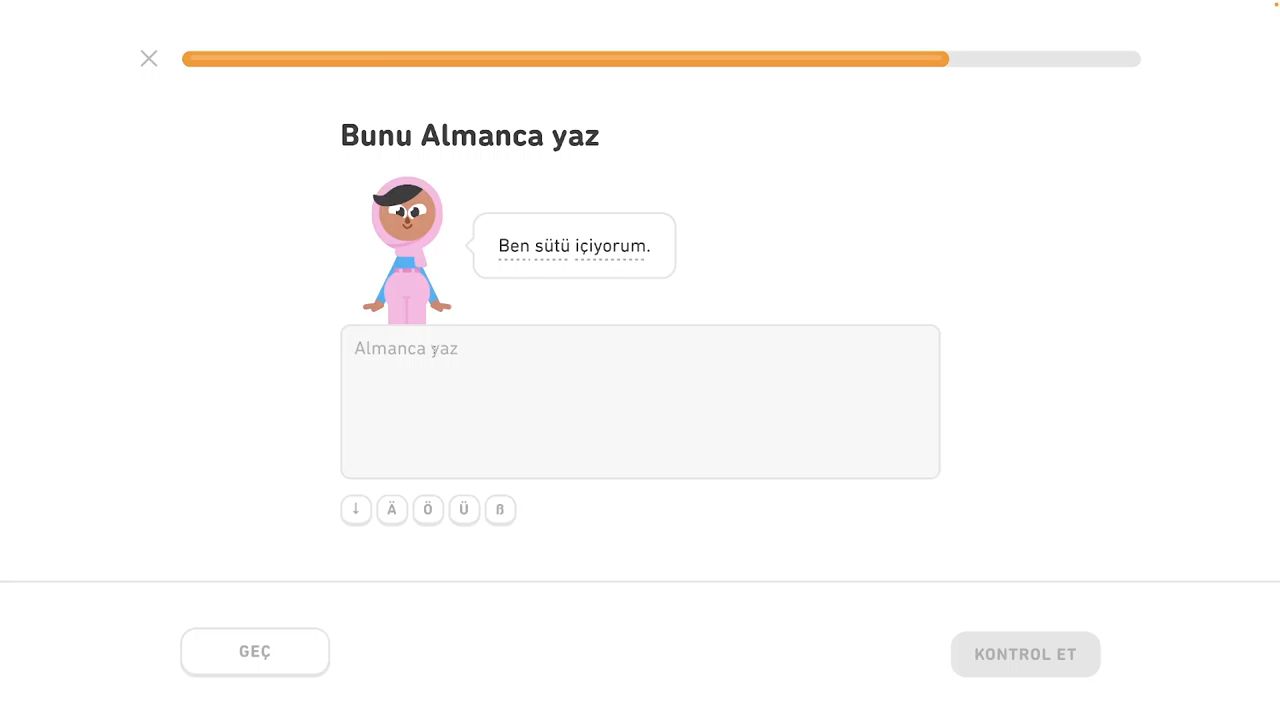 Bunu Almanca yaz
Ben sütü içiyorum.
Almanca yaz
↓ Ä Ö Ü ß
GEÇ
KONTROL ET